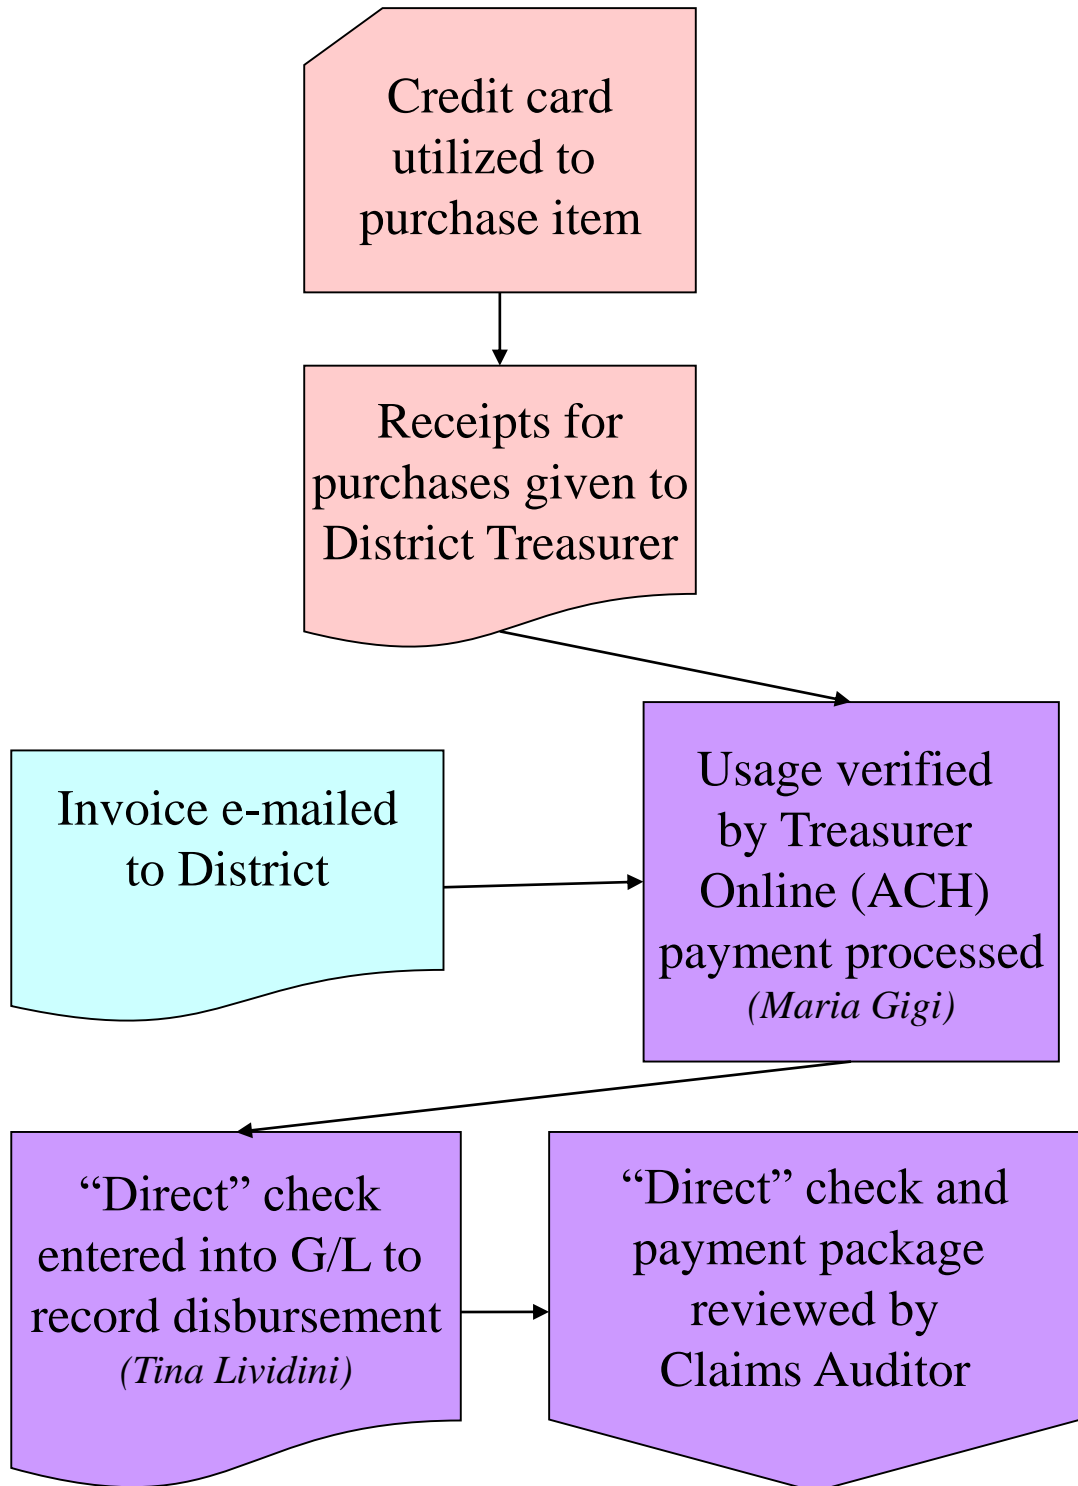 Credit card
utilized to
purchase item
Receipts for
purchases given to
District Treasurer
Invoice e-mailed
to District
Usage verified
by Treasurer
Online (ACH)
payment processed
(Maria Gigi)
“Direct” check
entered into G/L to
record disbursement
(Tina Lividini)
“Direct” check and
payment package
reviewed by
Claims Auditor